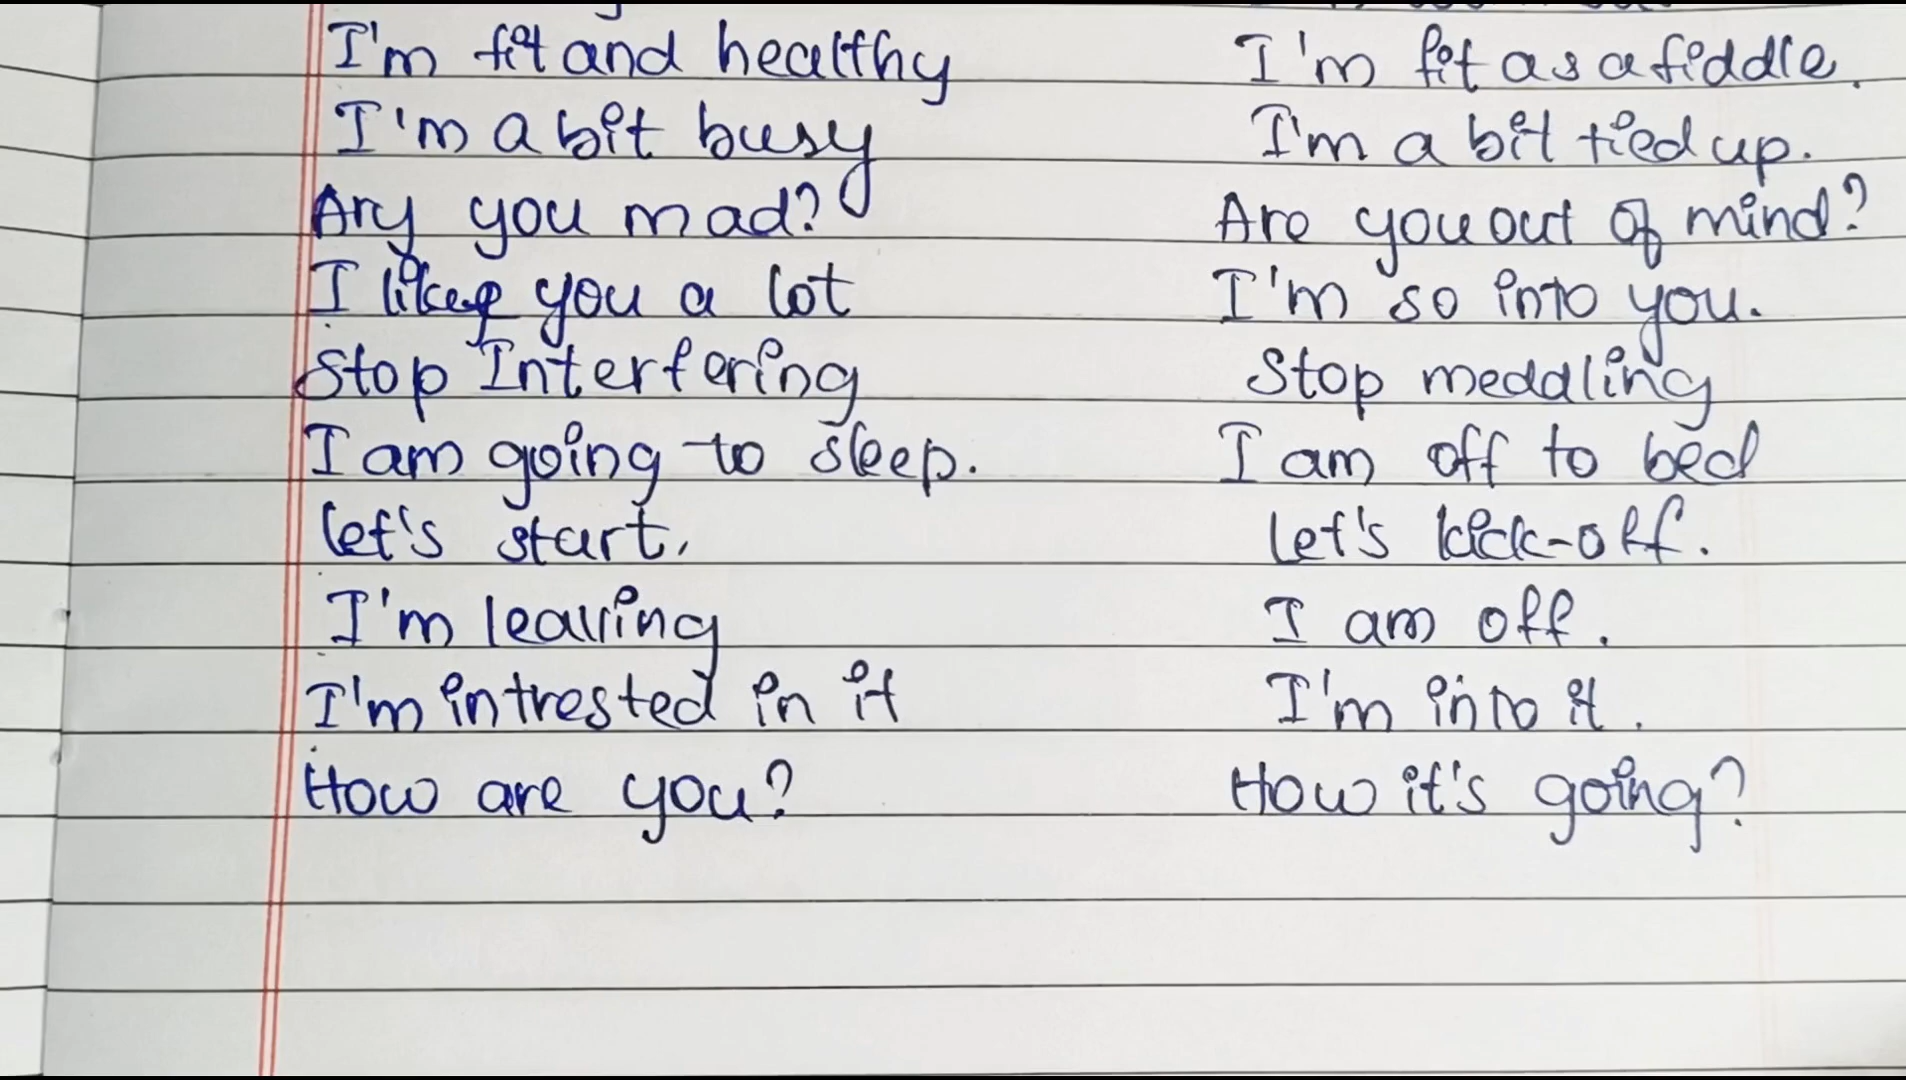 I'm fit and healthy I'm fit as a fiddle.
I'm a bit busy I'm a bit tied up.
Ary you mad? Are you out of mind?
I like you a lot I'm so into you.
Stop Interfering Stop meddling
I am going to sleep. I am off to bed
let's start. let's kick-off.
I'm leaving I am off.
I'm intrested in it I'm into it.
How are you? How it's going?